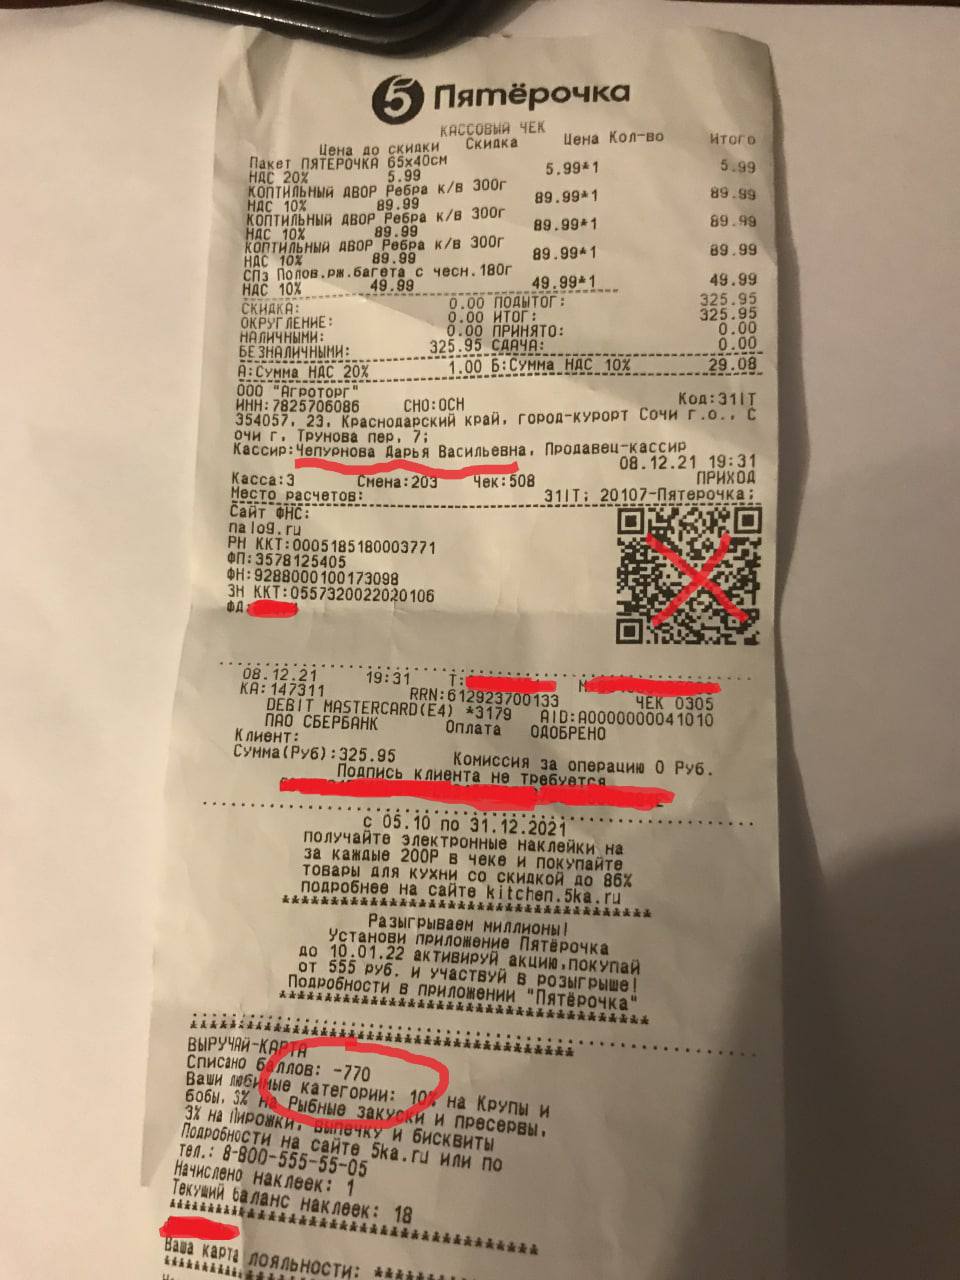 5 Пятёрочка
КАССОВЫЙ ЧЕК
Цена до скидки Скидка Цена Кол-во Итого
Пакет ПЯТЕРОЧКА 65х40см
НДС 20% 5.99 5.99*1 5.99
КОПТИЛЬНЫЙ ДВОР Ребра к/в 300г
НДС 10% 89.99 89.99*1 89.99
КОПТИЛЬНЫЙ ДВОР Ребра к/в 300г
НДС 10% 89.99 89.99*1 89.99
КОПТИЛЬНЫЙ ДВОР Ребра к/в 300г
НДС 10% 89.99 89.99*1 89.99
СПз Полов.рж.багета с чесн.180г
НДС 10% 49.99 49.99*1 49.99
СКИДКА: 0.00 ПОДЫТОГ: 325.95
ОКРУГЛЕНИЕ: 0.00 ИТОГ: 325.95
НАЛИЧНЫМИ: 0.00 ПРИНЯТО: 0.00
БЕЗНАЛИЧНЫМИ: 325.95 СДАЧА: 0.00
А:Сумма НДС 20% 1.00 Б:Сумма НДС 10% 29.08
ООО "Агроторг" Код:31IT
ИНН:7825706086 СНО:ОСН
354057, 23, Краснодарский край, город-курорт Сочи г.о., С
очи г, Трунова пер, 7;
Кассир:Чепурнова Дарья Васильевна, Продавец-кассир
08.12.21 19:31
ПРИХОД
Касса:3 Смена:203 Чек:508
Место расчетов: 31IT; 20107-Пятерочка;
Сайт ФНС:
nalog.ru
РН ККТ:0005185180003771
ФП:3578125405
ФН:9288000100173098
ЗН ККТ:0557320022020106
ФД:
08.12.21 19:31 Т: М
КА:147311 RRN:612923700133 ЧЕК 0305
DEBIT MASTERCARD(E4) *3179 AID:A0000000041010
ПАО СБЕРБАНК Оплата ОДОБРЕНО
Клиент:
Сумма(Руб):325.95 Комиссия за операцию 0 Руб.
Подпись клиента не требуется
с 05.10 по 31.12.2021
получайте электронные наклейки на
за каждые 200Р в чеке и покупайте
товары для кухни со скидкой до 86%
подробнее на сайте kitchen.5ka.ru
Разыгрываем миллионы!
Установи приложение Пятёрочка
до 10.01.22 активируй акцию,покупай
от 555 руб. и участвуй в розыгрыше!
Подробности в приложении "Пятёрочка"
ВЫРУЧАЙ-КАРТА
Списано баллов: -770
Ваши любимые категории: 10% на Крупы и
бобы, 3% на Рыбные закуски и пресервы,
3% на Пирожки, выпечку и бисквиты
Подробности на сайте 5ka.ru или по
тел.: 8-800-555-55-05
Начислено наклеек: 1
Текущий баланс наклеек: 18
Ваша карта лояльности: